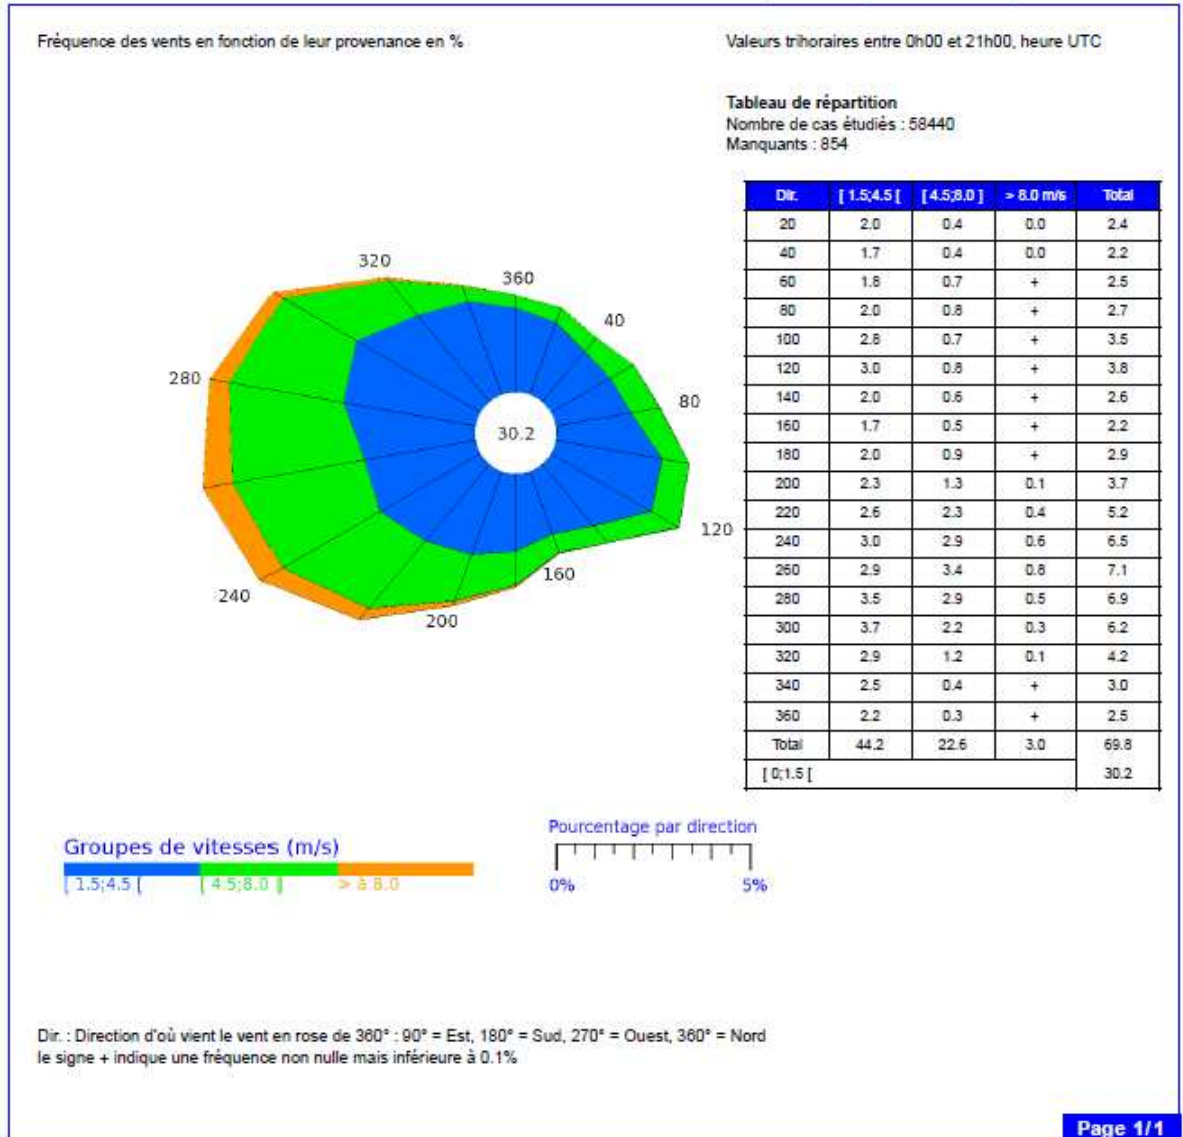 Fréquence des vents en fonction de leur provenance en %
Valeurs trihoraires entre 0h00 et 21h00, heure UTC
Tableau de répartition
Nombre de cas étudiés : 58440
Manquants : 854
Dir. [ 1.5;4.5 [ [ 4.5;8.0 ] > 8.0 m/s Total
20 2.0 0.4 0.0 2.4
40 1.7 0.4 0.0 2.2
60 1.8 0.7 + 2.5
80 2.0 0.8 + 2.7
100 2.8 0.7 + 3.5
120 3.0 0.8 + 3.8
140 2.0 0.6 + 2.6
160 1.7 0.5 + 2.2
180 2.0 0.9 + 2.9
200 2.3 1.3 0.1 3.7
220 2.6 2.3 0.4 5.2
240 3.0 2.9 0.6 6.5
260 2.9 3.4 0.8 7.1
280 3.5 2.9 0.5 6.9
300 3.7 2.2 0.3 6.2
320 2.9 1.2 0.1 4.2
340 2.5 0.4 + 3.0
360 2.2 0.3 + 2.5
Total 44.2 22.6 3.0 69.8
[ 0;1.5 [ 30.2
320
360
40
280
80
30.2
120
160
240
200
Groupes de vitesses (m/s)
[ 1.5;4.5 [ [ 4.5;8.0 ] > à 8.0
Pourcentage par direction
0% 5%
Dir. : Direction d'où vient le vent en rose de 360° : 90° = Est, 180° = Sud, 270° = Ouest, 360° = Nord
le signe + indique une fréquence non nulle mais inférieure à 0.1%
Page 1/1